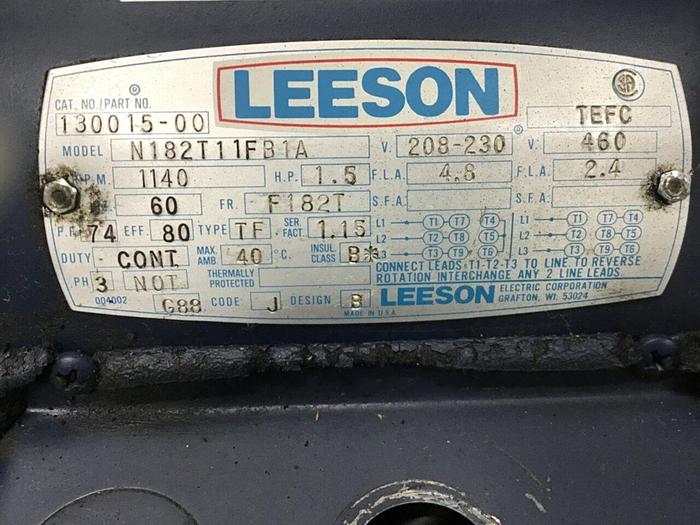 LEESON ®
CAT. NO./PART NO.
130015-00
TEFC
MODEL N182T11FB1A V. 208-230 V. 460
P.M. 1140 H.P. 1.5 F.L.A. 4.8 F.L.A. 2.4
60 FR. F182T S.F.A. S.F.A.
P.F. 74 EFF. 80 TYPE TF SER. FACT. 1.15
L1 T1 T7 T4 L1 T1 T7-T4
L2 T2 T8 T5 L2 T2 T8 T5
L3 T3 T9 T6 L3 T3 T9 T6
DUTY CONT. MAX. AMB 40 °C. INSUL CLASS B*
CONNECT LEADS T1-T2-T3 TO LINE TO REVERSE
ROTATION INTERCHANGE ANY 2 LINE LEADS.
PH 3 NOT THERMALLY PROTECTED
004002 G88 CODE J DESIGN B
LEESON ELECTRIC CORPORATION
GRAFTON, WI. 53024
MADE IN U.S.A.